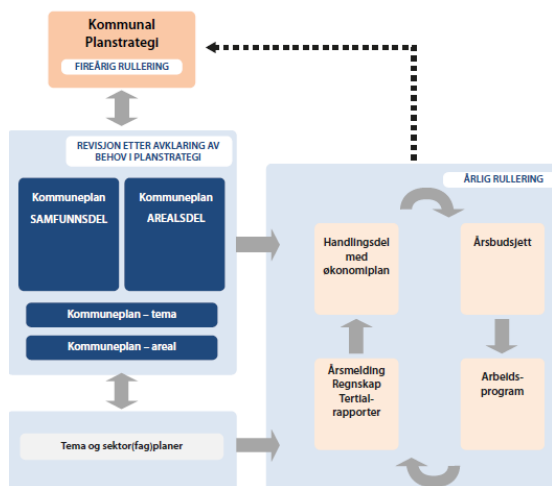 Kommunal
Planstrategi
FIREÅRIG RULLERING
REVISJON ETTER AVKLARING AV
BEHOV I PLANSTRATEGI
Kommuneplan
SAMFUNNSDEL
Kommuneplan
AREALSDEL
Kommuneplan – tema
Kommuneplan – areal
Tema og sektor(fag)planer
ÅRLIG RULLERING
Handlingsdel
med
økonomiplan
Årsbudsjett
Årsmelding
Regnskap
Tertial-
rapporter
Arbeids-
program